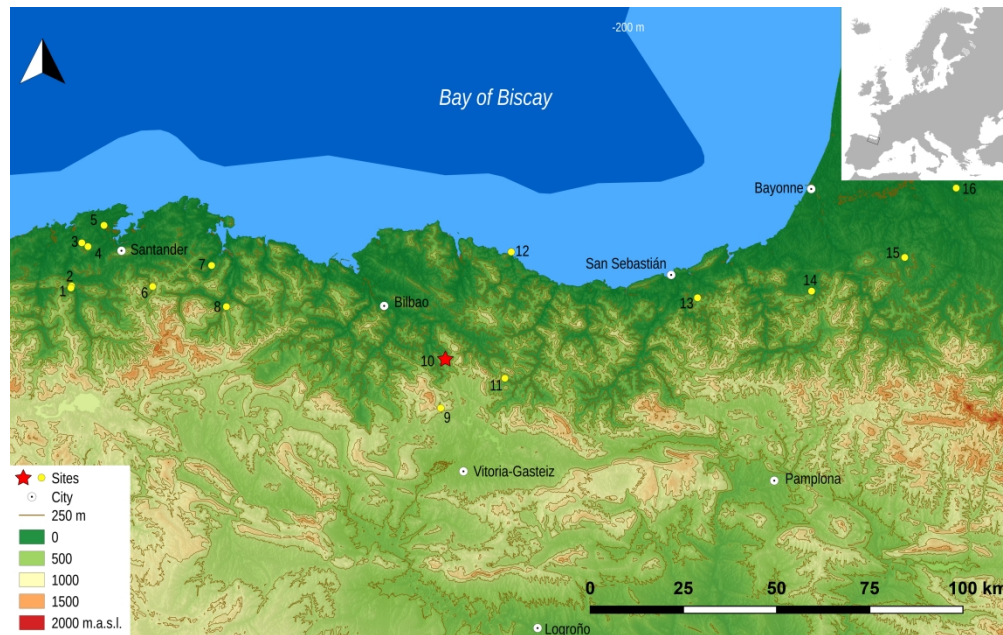 -200 m
Bay of Biscay
Bayonne
16
5
3
4
Santander
12
15
7
San Sebastián
2
1
6
14
13
8
Bilbao
10
11
9
Vitoria-Gasteiz
Pamplona
Sites
City
250 m
0
500
1000
1500
2000 m.a.s.l.
0 25 50 75 100 km
Logroño